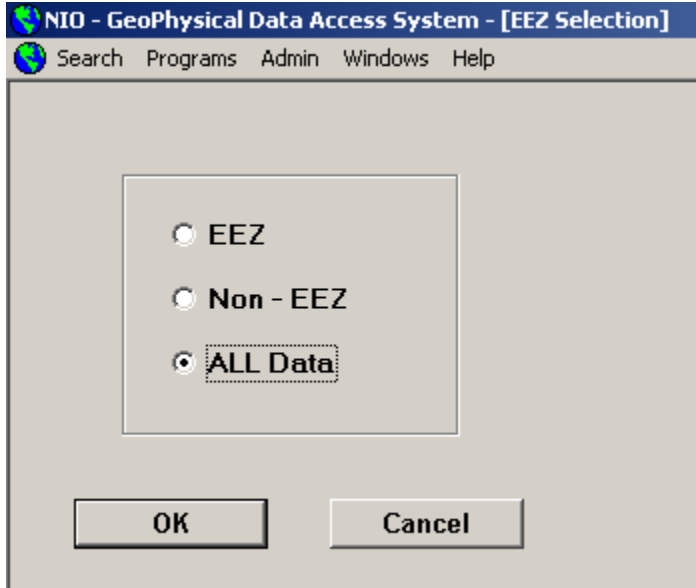 NIO - GeoPhysical Data Access System - [EEZ Selection]
Search Programs Admin Windows Help
EEZ
Non - EEZ
ALL Data
OK Cancel